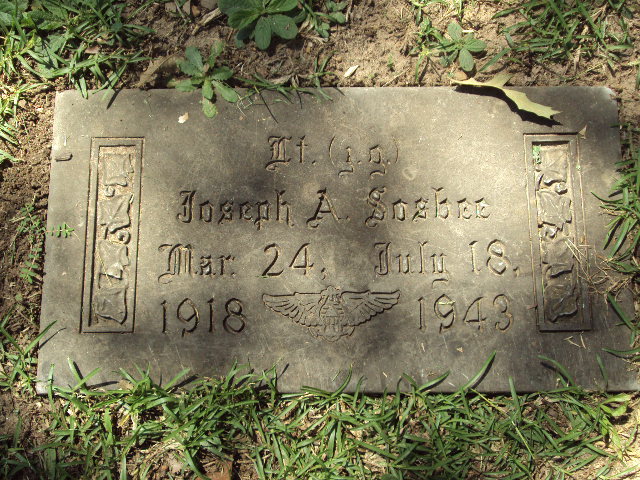 Lt. (j.g.)
Joseph A. Sosbee
Mar. 24, July 18,
1918 1943